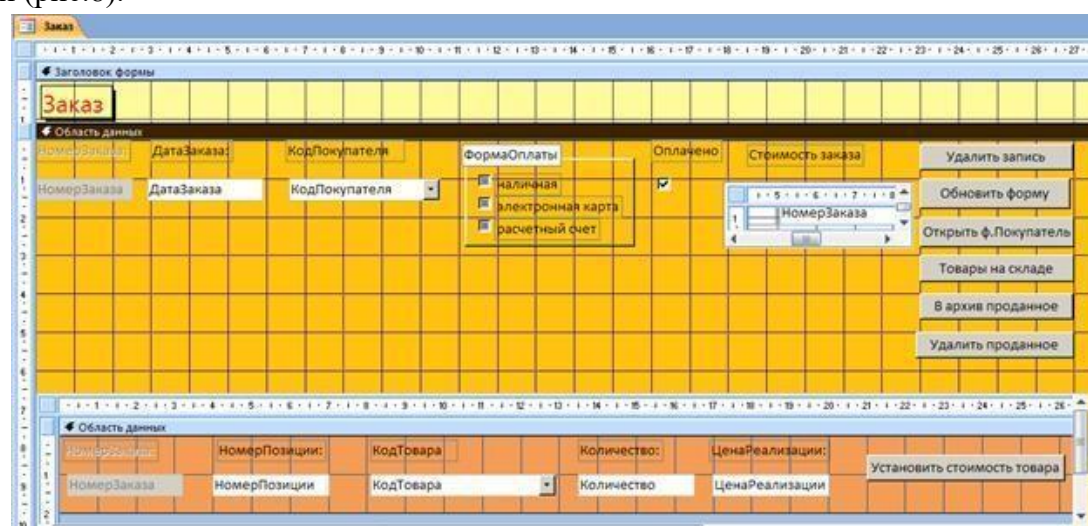 (рис.6).
Заказ
Заголовок формы
Заказ
Область данных
НомерЗаказа: ДатаЗаказа: КодПокупателя ФормаОплаты Оплачено Стоимость заказа Удалить запись
НомерЗаказа ДатаЗаказа КодПокупателя наличная НомерЗаказа Обновить форму
электронная карта
расчетный счет Открыть ф.Покупатель
Товары на складе
В архив проданное
Удалить проданное
Область данных
НомерЗаказа: НомерПозиции: КодТовара Количество: ЦенаРеализации: Установить стоимость товара
НомерЗаказа НомерПозиции КодТовара Количество ЦенаРеализации